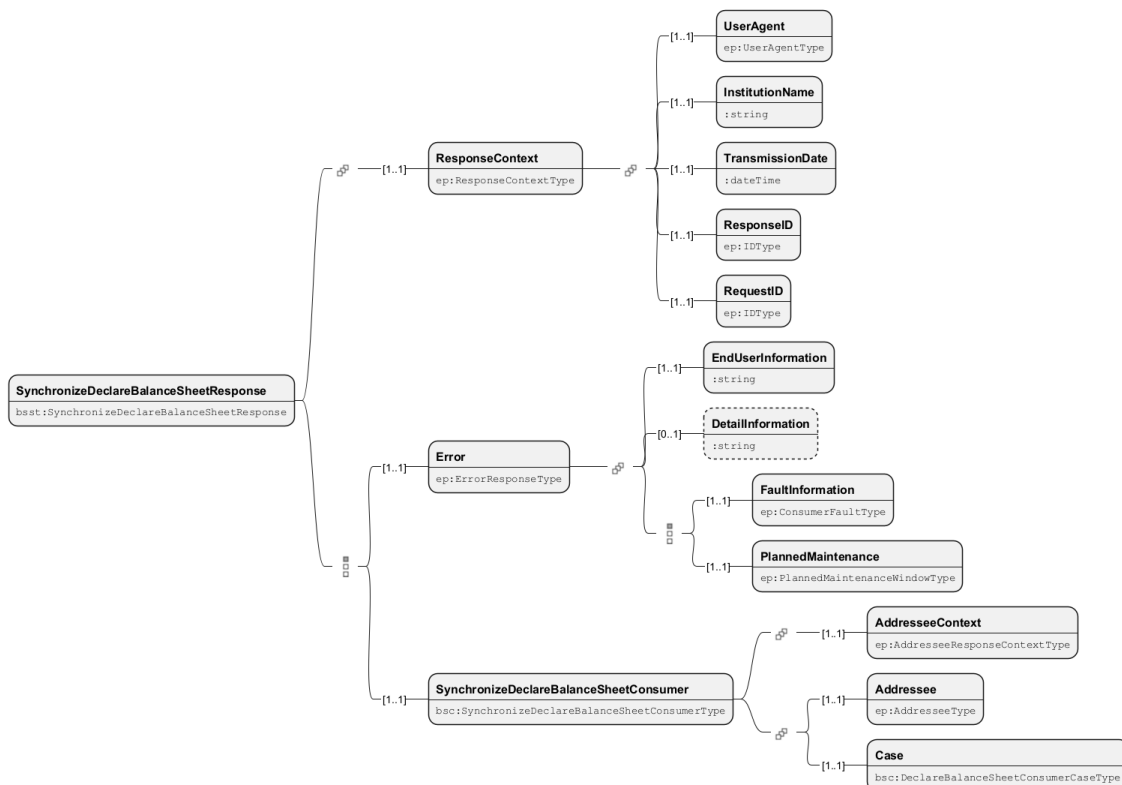 UserAgent
[1..1]
ep:UserAgentType
InstitutionName
[1..1]
:string
ResponseContext
[1..1]
ep:ResponseContextType
TransmissionDate
[1..1]
:dateTime
ResponseID
[1..1]
ep:IDType
RequestID
[1..1]
ep:IDType
SynchronizeDeclareBalanceSheetResponse
bsst:SynchronizeDeclareBalanceSheetResponse
EndUserInformation
[1..1]
:string
DetailInformation
[0..1]
:string
Error
[1..1]
ep:ErrorResponseType
FaultInformation
[1..1]
ep:ConsumerFaultType
PlannedMaintenance
[1..1]
ep:PlannedMaintenanceWindowType
SynchronizeDeclareBalanceSheetConsumer
[1..1]
bsc:SynchronizeDeclareBalanceSheetConsumerType
AddresseeContext
[1..1]
ep:AddresseeResponseContextType
Addressee
[1..1]
ep:AddresseeType
Case
[1..1]
bsc:DeclareBalanceSheetConsumerCaseType